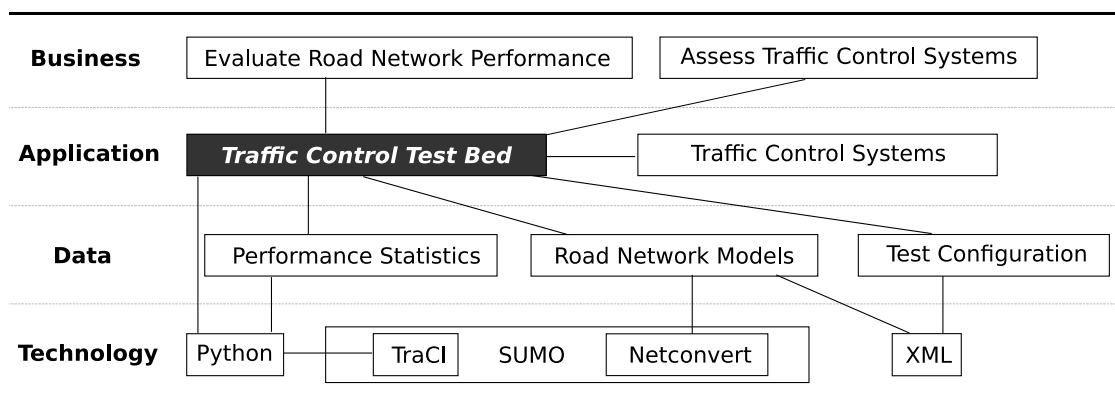 Business
Evaluate Road Network Performance
Assess Traffic Control Systems
Application
Traffic Control Test Bed
Traffic Control Systems
Data
Performance Statistics
Road Network Models
Test Configuration
Technology
Python
TraCI
SUMO
Netconvert
XML